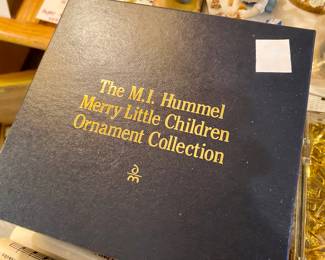 The M.I. Hummel
Merry Little Children
Ornament Collection